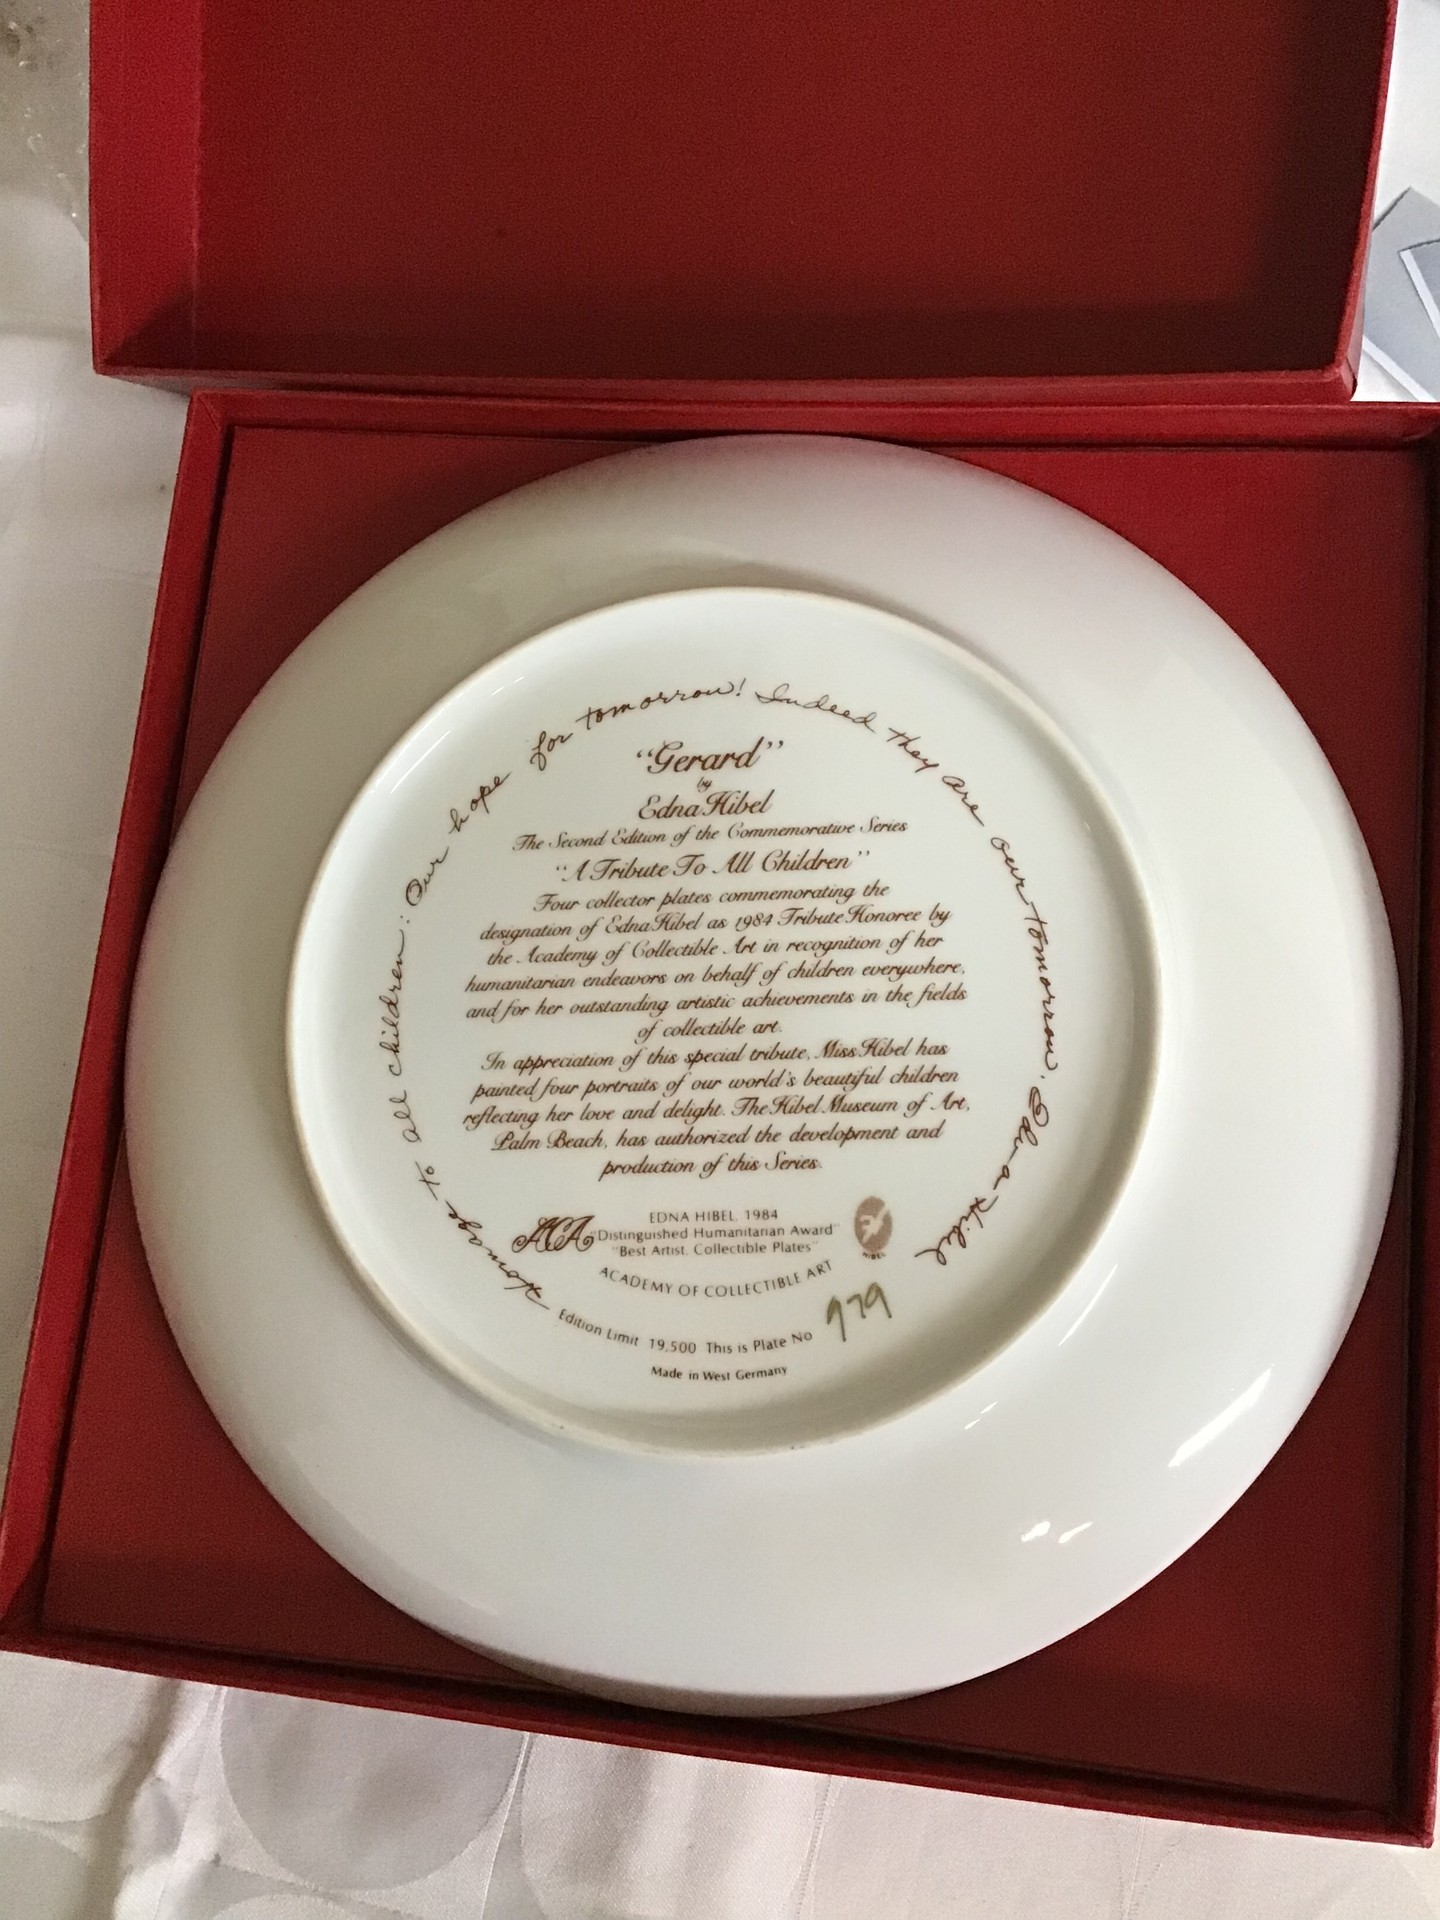 Homage to all children: Our hope for tomorrow! Indeed they are our tomorrow. Edna Hibel
“Gerard”
by
Edna Hibel
The Second Edition of the Commemorative Series
“A Tribute To All Children”
Four collector plates commemorating the
designation of Edna Hibel as 1984 Tribute Honoree by
the Academy of Collectible Art in recognition of her
humanitarian endeavors on behalf of children everywhere,
and for her outstanding artistic achievements in the fields
of collectible art.
In appreciation of this special tribute, Miss Hibel has
painted four portraits of our world's beautiful children
reflecting her love and delight. The Hibel Museum of Art,
Palm Beach, has authorized the development and
production of this Series.
ACA
EDNA HIBEL, 1984
"Distinguished Humanitarian Award"
"Best Artist, Collectible Plates"
HIBEL
ACADEMY OF COLLECTIBLE ART
Edition Limit 19,500 This is Plate No 979
Made in West Germany